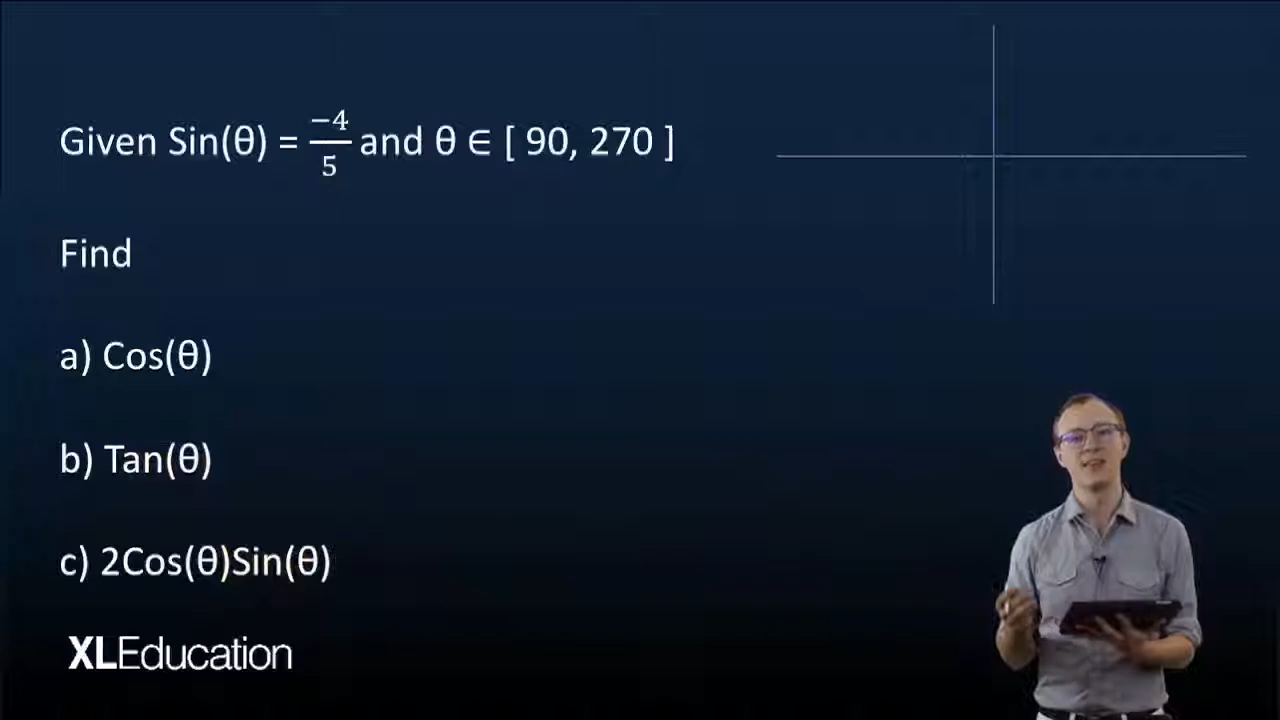 Given Sin(θ) = −4/5 and θ ∈ [ 90, 270 ]
Find
a) Cos(θ)
b) Tan(θ)
c) 2Cos(θ)Sin(θ)
XLEducation